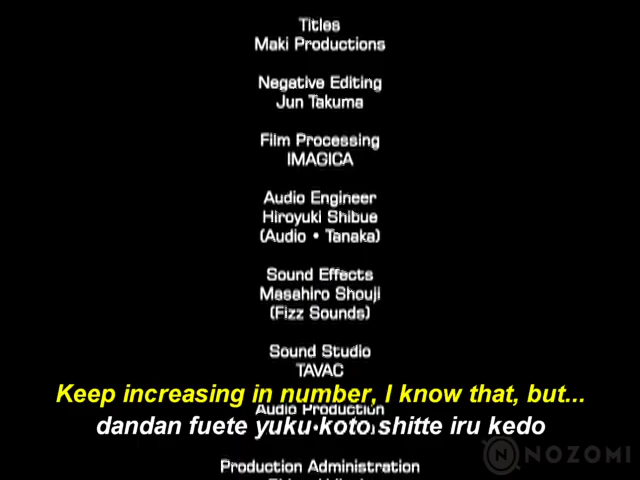 Titles
Maki Productions
Negative Editing
Jun Takuma
Film Processing
IMAGICA
Audio Engineer
Hiroyuki Shibue
(Audio • Tanaka)
Sound Effects
Masahiro Shouji
(Fizz Sounds)
Sound Studio
TAVAC
Keep increasing in number, I know that, but...
Audio Production
dandan fuete yuku koto shitte iru kedo
Production Administration
NOZOMI